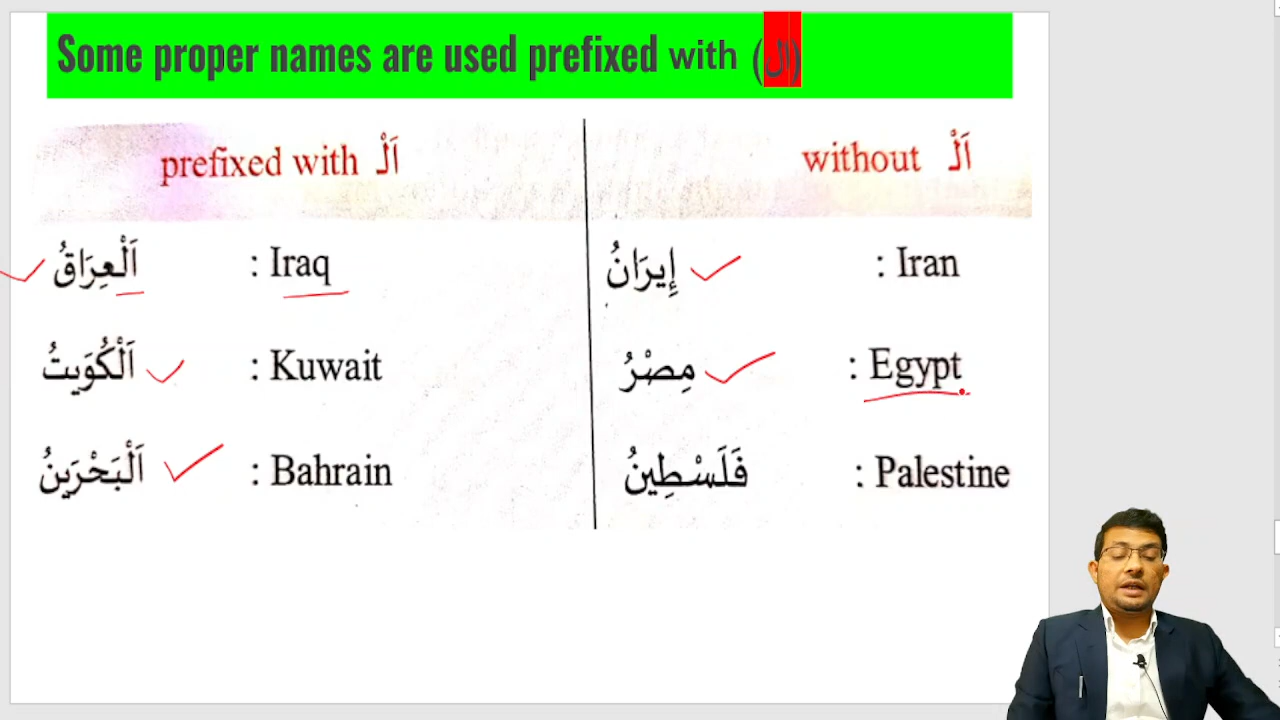 Some proper names are used prefixed with (ال)
prefixed with اَلْ
without اَلْ
اَلْعِرَاقُ : Iraq
إِيرَانُ : Iran
اَلْكُوَيتُ : Kuwait
مِصْرُ : Egypt
اَلْبَحْرَينُ : Bahrain
فَلَسْطِينُ : Palestine